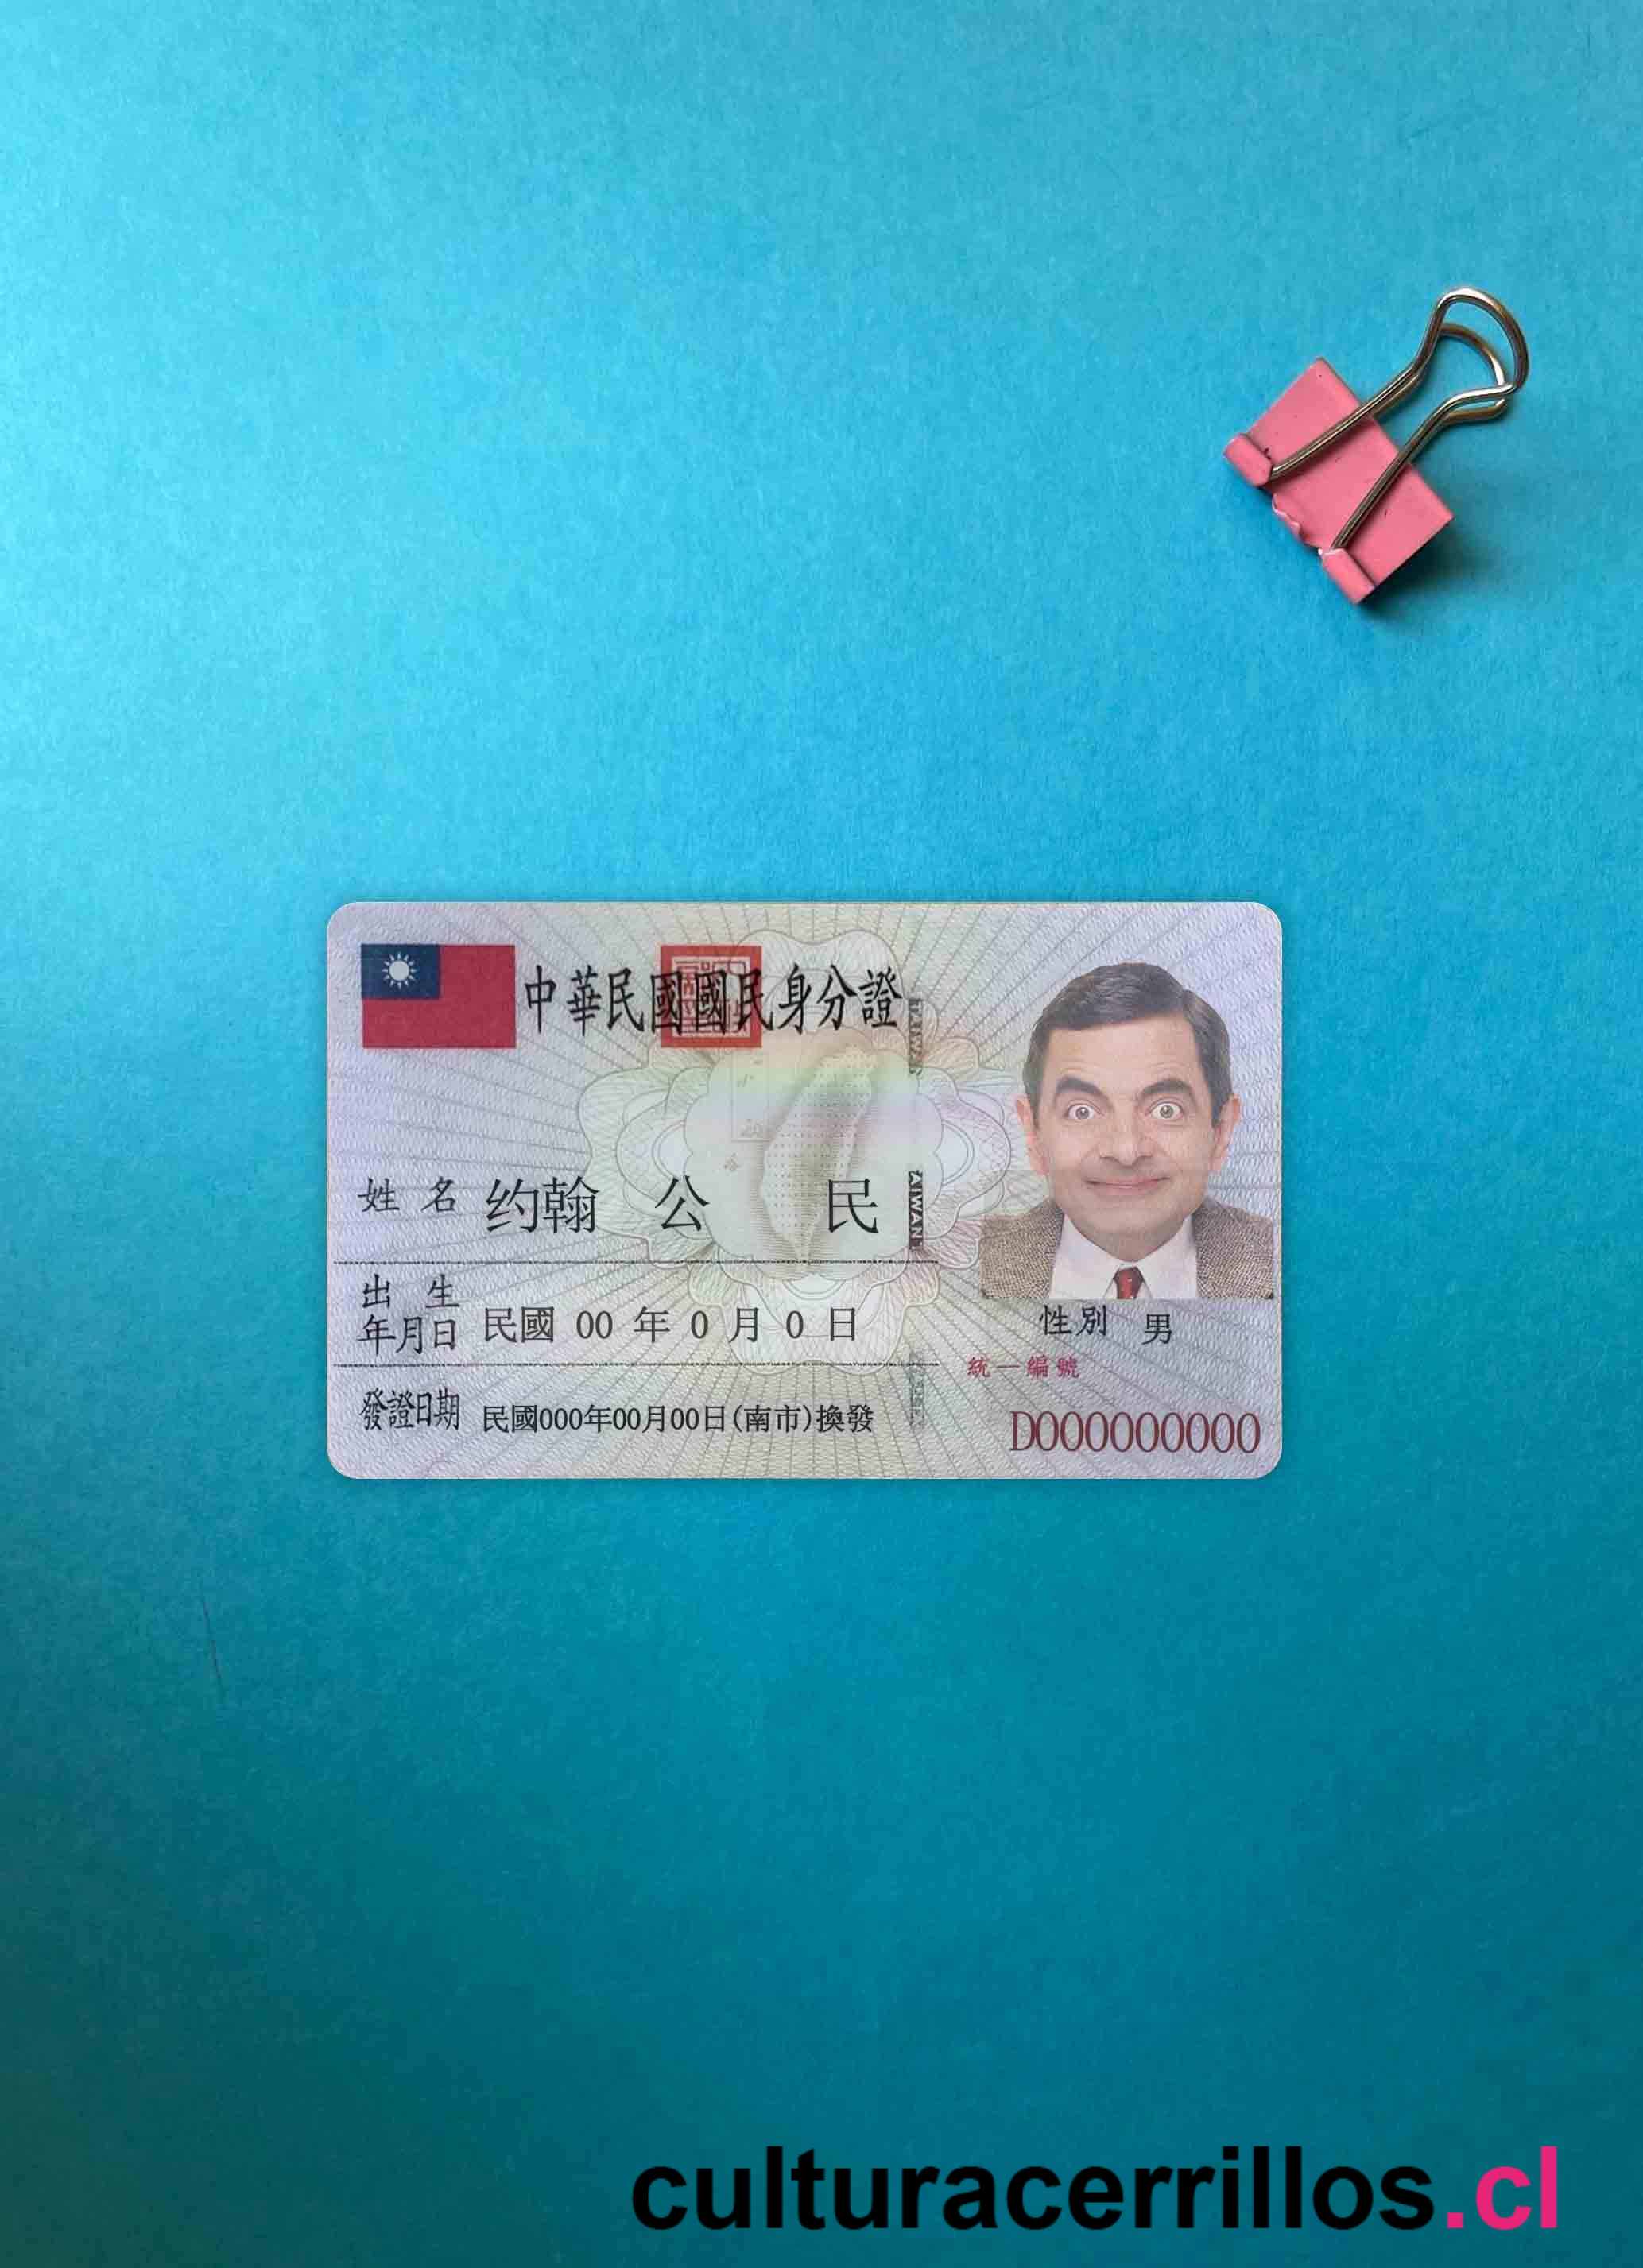 中華民國國民身分證
TAIWAN
姓 名 约翰 公 民
AIWAN
出 生
年月日 民國 00 年 0 月 0 日
性別 男
統一編號
發證日期 民國000年00月00日(南市)換發
D000000000
culturacerrillos.cl